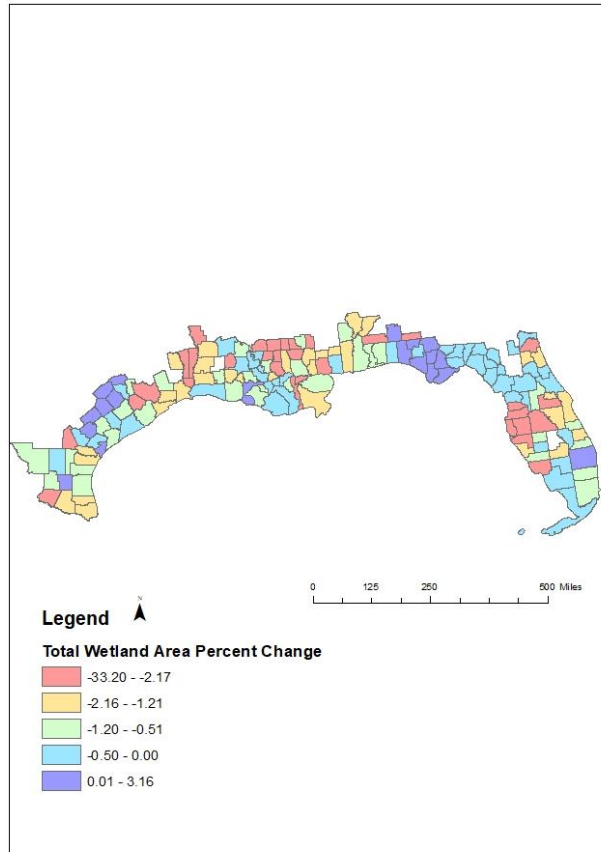 0 125 250 500 Miles
N
Legend
Total Wetland Area Percent Change
-33.20 - -2.17
-2.16 - -1.21
-1.20 - -0.51
-0.50 - 0.00
0.01 - 3.16